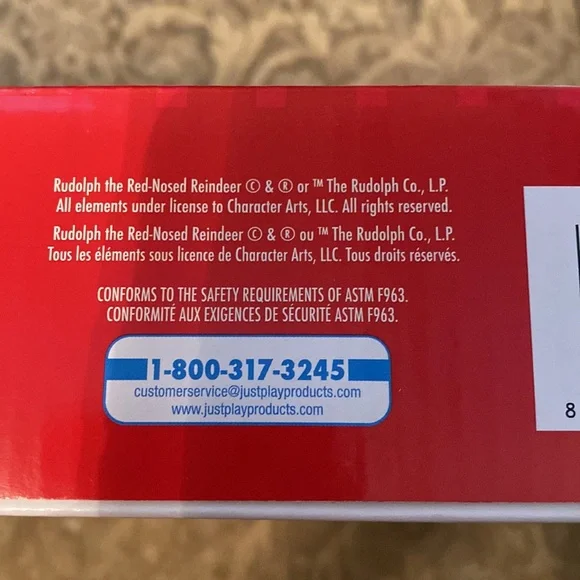 Rudolph the Red-Nosed Reindeer © & ® or ™ The Rudolph Co., L.P.
All elements under license to Character Arts, LLC. All rights reserved.
Rudolph the Red-Nosed Reindeer © & ® ou ™ The Rudolph Co., L.P.
Tous les éléments sous licence de Character Arts, LLC. Tous droits réservés.
CONFORMS TO THE SAFETY REQUIREMENTS OF ASTM F963.
CONFORMITÉ AUX EXIGENCES DE SÉCURITÉ ASTM F963.
1-800-317-3245
customerservice@justplayproducts.com
www.justplayproducts.com
8